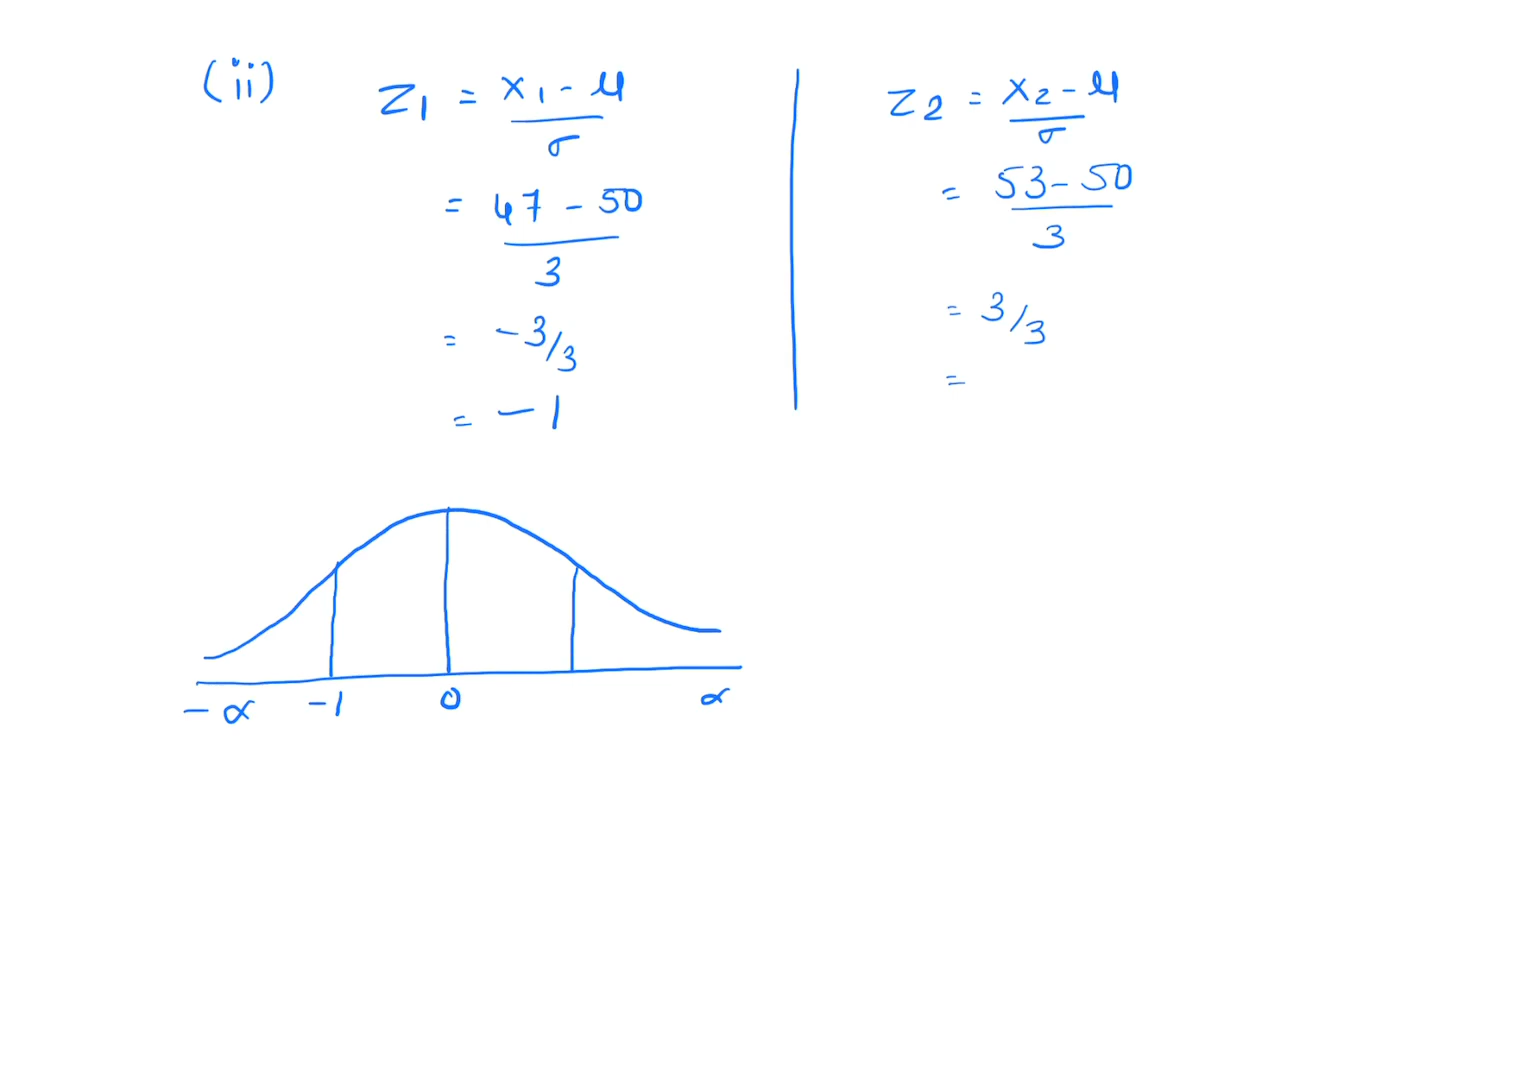 (ii)
z1 = x1 - μ
σ
= 47 - 50
3
= -3/3
= -1
z2 = x2 - μ
σ
= 53 - 50
3
= 3/3
=
-∝ -1 0 ∝